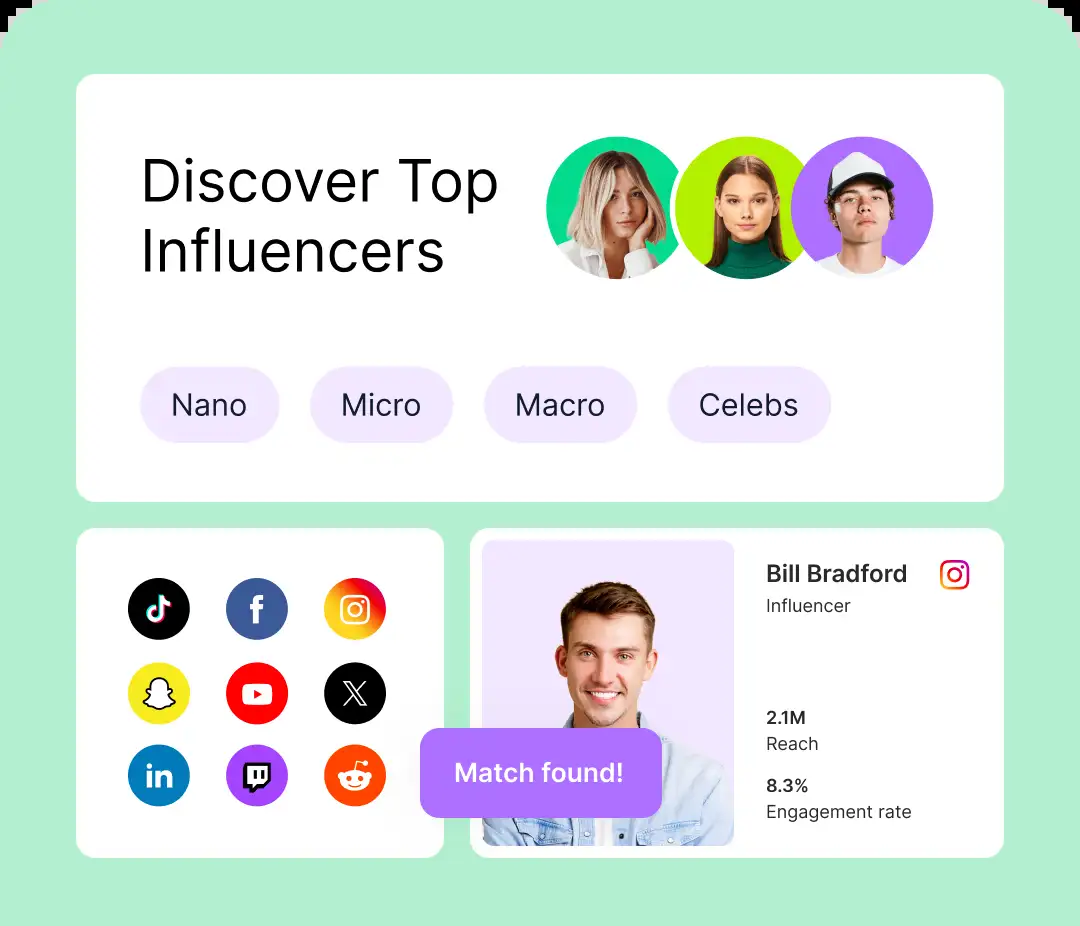 Discover Top
Influencers
Nano
Micro
Macro
Celebs
f
X
in
Match found!
Bill Bradford
Influencer
2.1M
Reach
8.3%
Engagement rate